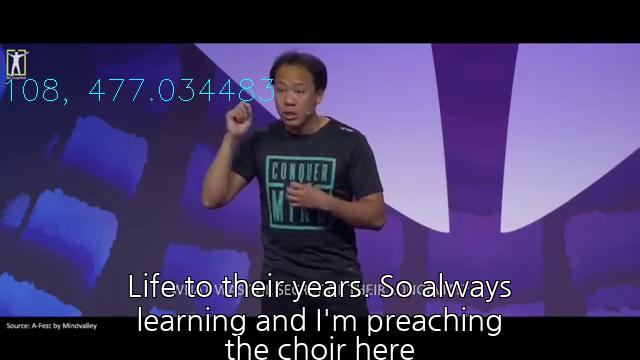 108, 477.034483
CONQUER
Life to their years. So always
learning and I'm preaching
the choir here
Source: A-Fest by Mindvalley